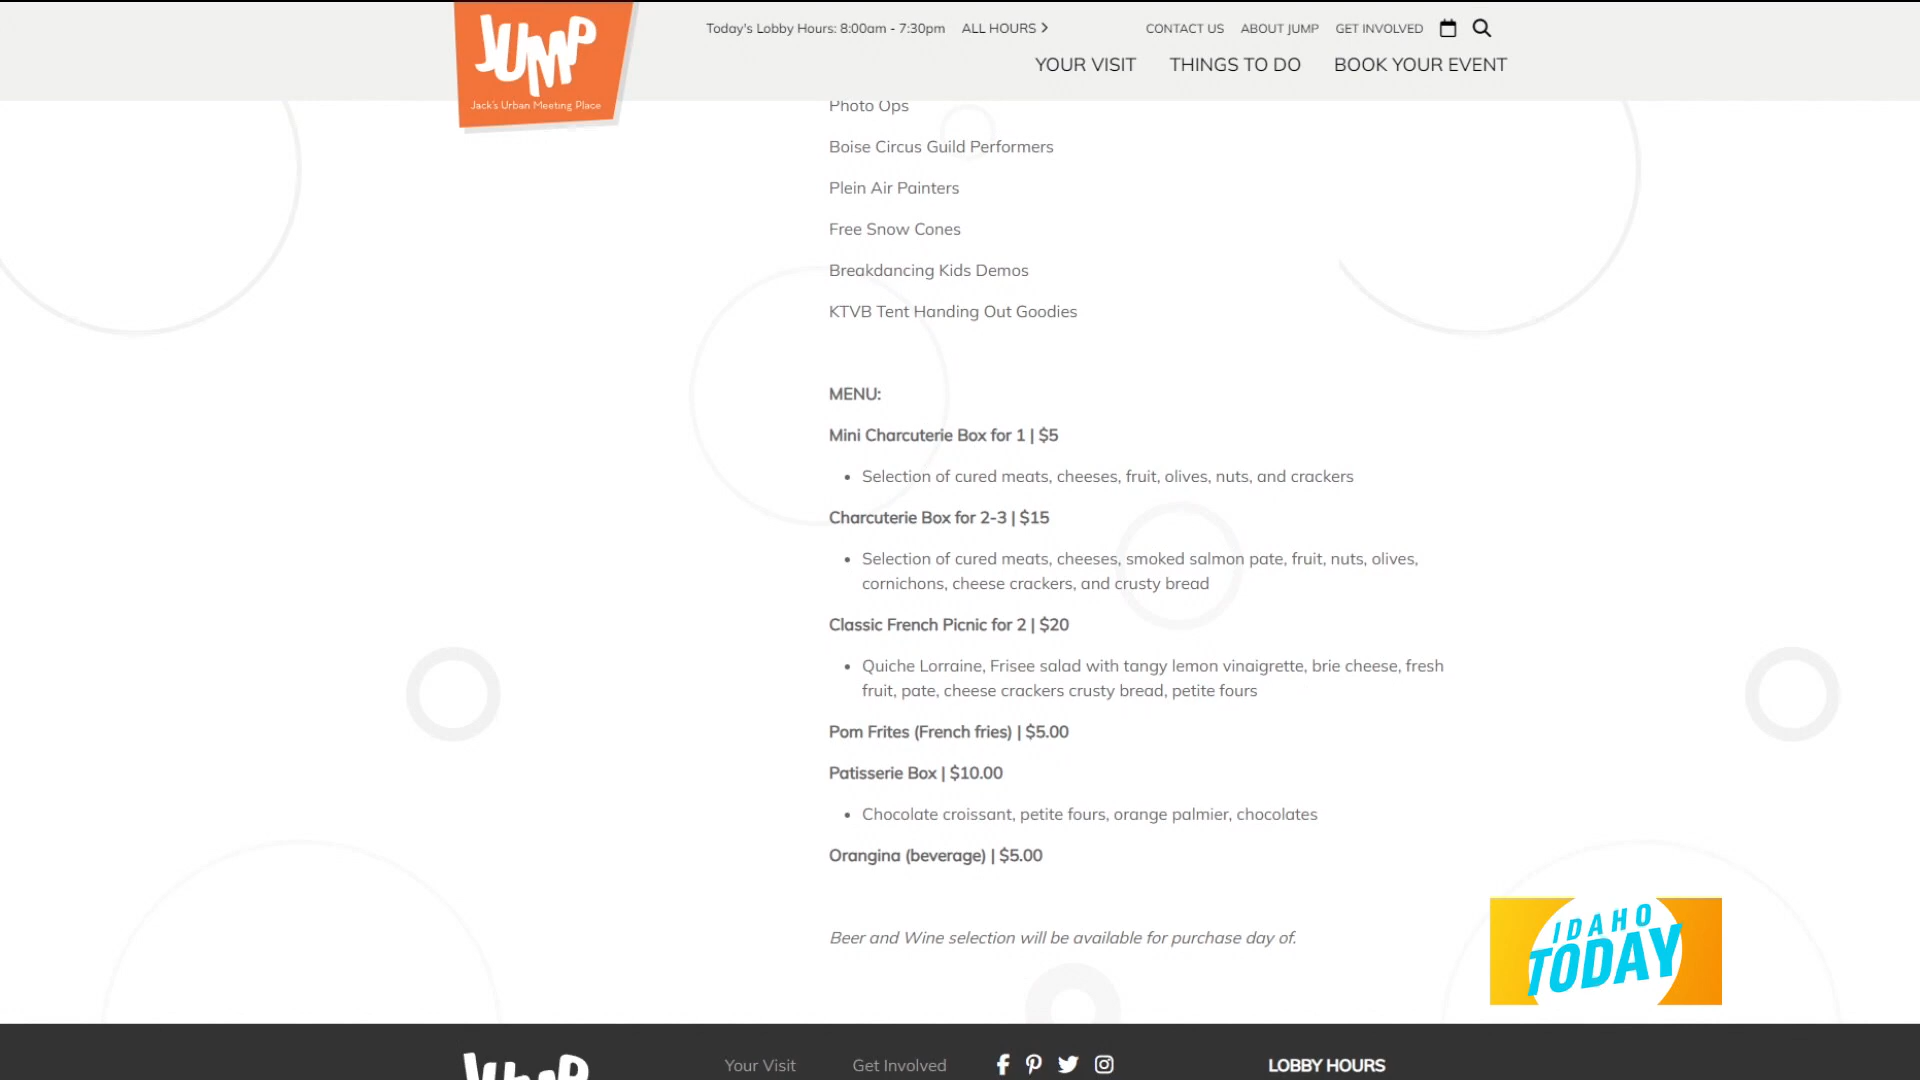 JUMP
Jack's Urban Meeting Place
Today's Lobby Hours: 8:00am - 7:30pm
ALL HOURS
CONTACT US
ABOUT JUMP
GET INVOLVED
YOUR VISIT
THINGS TO DO
BOOK YOUR EVENT
Photo Ops
Boise Circus Guild Performers
Plein Air Painters
Free Snow Cones
Breakdancing Kids Demos
KTVB Tent Handing Out Goodies
MENU:
Mini Charcuterie Box for 1 | $5
• Selection of cured meats, cheeses, fruit, olives, nuts, and crackers
Charcuterie Box for 2-3 | $15
• Selection of cured meats, cheeses, smoked salmon pate, fruit, nuts, olives,
cornichons, cheese crackers, and crusty bread
Classic French Picnic for 2 | $20
• Quiche Lorraine, Frisee salad with tangy lemon vinaigrette, brie cheese, fresh
fruit, pate, cheese crackers crusty bread, petite fours
Pom Frites (French fries) | $5.00
Patisserie Box | $10.00
• Chocolate croissant, petite fours, orange palmier, chocolates
Orangina (beverage) | $5.00
Beer and Wine selection will be available for purchase day of.
IDAHO
TODAY
JUMP
Your Visit
Get Involved
LOBBY HOURS